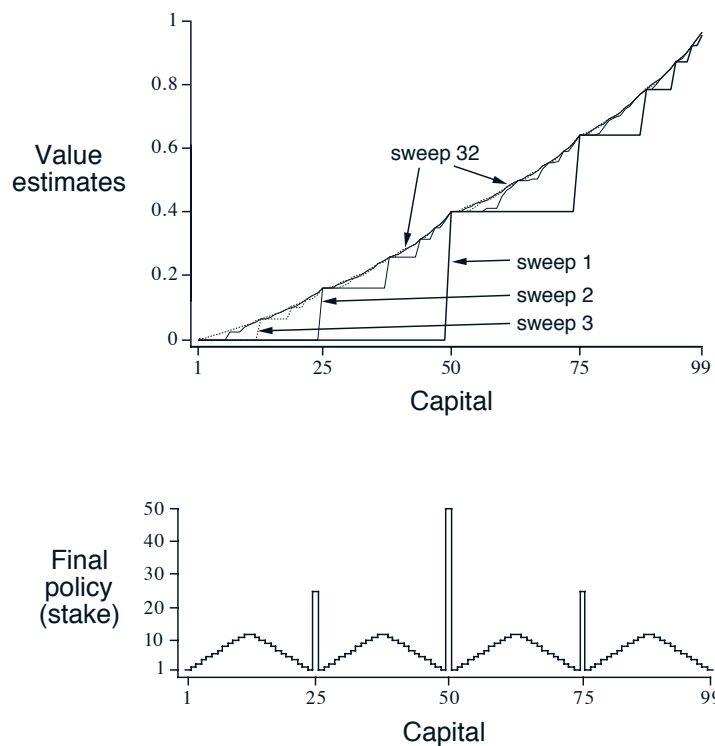 1
0.8
0.6
0.4
0.2
0
Value
estimates
sweep 32
sweep 1
sweep 2
sweep 3
1 25 50 75 99
Capital
50
40
30
20
10
1
Final
policy
(stake)
1 25 50 75 99
Capital